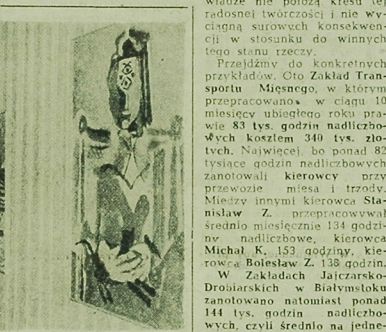 władze nie położą kresu tej
radosnej twórczości i nie wy-
ciągną surowych konsekwen-
cji w stosunku do winnych
tego stanu rzeczy.
Przejdźmy do konkretnych
przykładów. Oto Zakład Tran-
sportu Mięsnego, w którym
przepracowano w ciągu 10
miesięcy ubiegłego roku pra-
wie 83 tys. godzin nadliczbo-
wych kosztem 340 tys. zło-
tych. Najwięcej, bo ponad 82
tysiące godzin nadliczbowych
zanotowali kierowcy przy
przewozie mięsa i trzody.
Między innymi kierowca Sta-
nisław Z. przepracowywał
średnio miesięcznie 134 godzi-
ny nadliczbowe, kierowca
Michał K. 153 godziny, kie-
rowca Bolesław Z. 138 godzin.
W Zakładach Jajczarsko-
Drobiarskich w Białymstoku
zanotowano natomiast ponad
144 tys. godzin nadliczbo-
wych, czyli średnio na jedne-